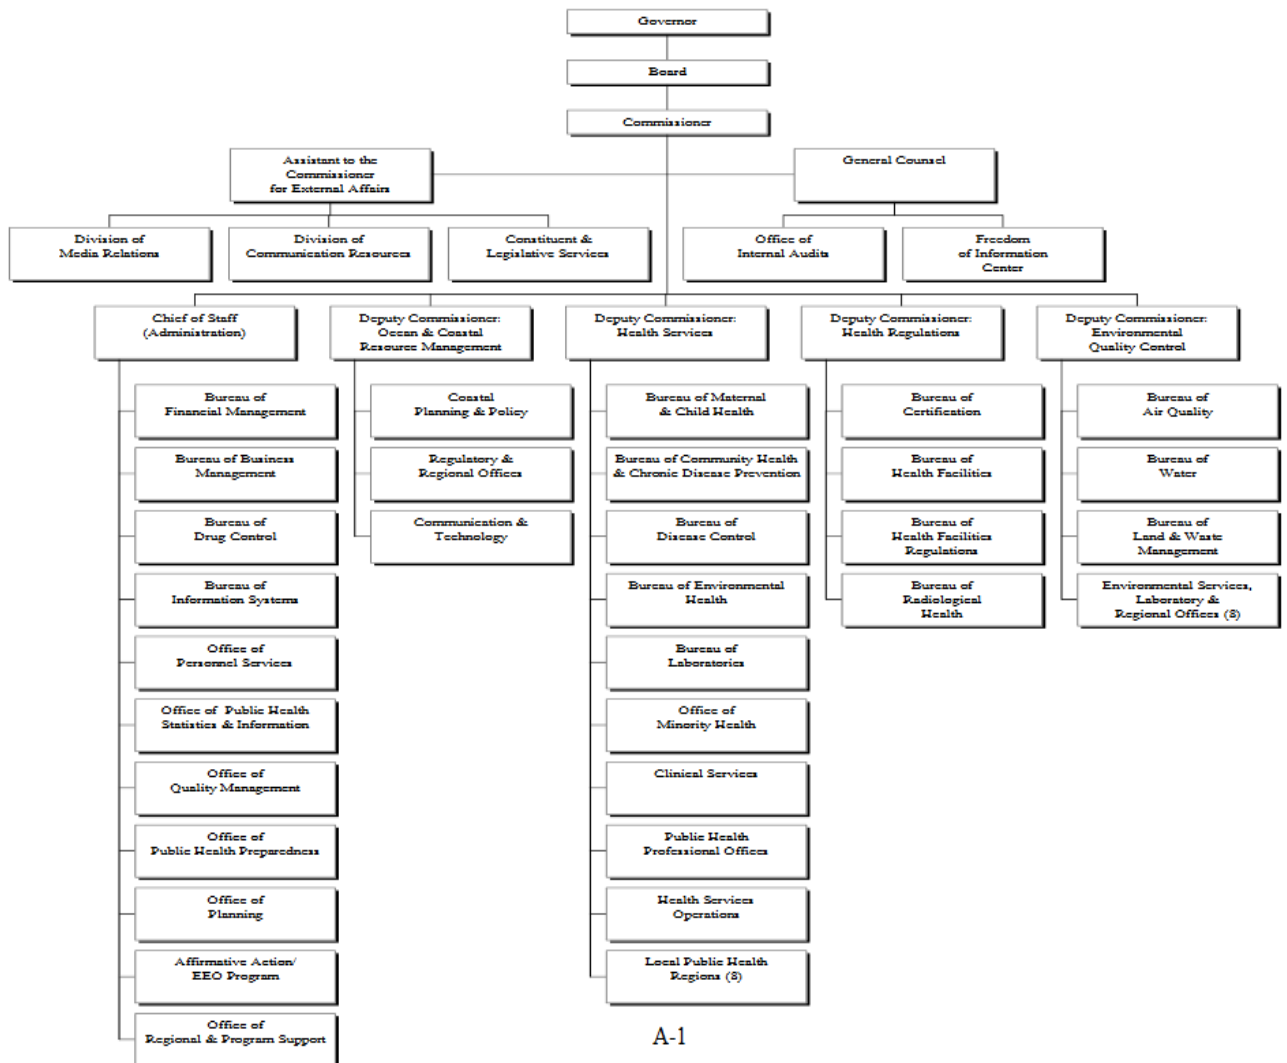 Governor
Board
Commissioner
Assistant to the
Commissioner
for External Affairs
General Counsel
Division of
Media Relations
Division of
Communication Resources
Constituent &
Legislative Services
Office of
Internal Audits
Freedom
of Information
Center
Chief of Staff
(Administration)
Deputy Commissioner:
Ocean & Coastal
Resource Management
Deputy Commissioner:
Health Services
Deputy Commissioner:
Health Regulations
Deputy Commissioner:
Environmental
Quality Control
Bureau of
Financial Management
Bureau of Business
Management
Bureau of
Drug Control
Bureau of
Information Systems
Office of
Personnel Services
Office of Public Health
Statistics & Information
Office of
Quality Management
Office of
Public Health Preparedness
Office of
Planning
Affirmative Action/
EEO Program
Office of
Regional & Program Support
Coastal
Planning & Policy
Regulatory &
Regional Offices
Communication &
Technology
Bureau of Maternal
& Child Health
Bureau of Community Health
& Chronic Disease Prevention
Bureau of
Disease Control
Bureau of Environmental
Health
Bureau of
Laboratories
Office of
Minority Health
Clinical Services
Public Health
Professional Offices
Health Services
Operations
Local Public Health
Regions (8)
Bureau of
Certification
Bureau of
Health Facilities
Bureau of
Health Facilities
Regulations
Bureau of
Radiological
Health
Bureau of
Air Quality
Bureau of
Water
Bureau of
Land & Waste
Management
Environmental Services,
Laboratory &
Regional Offices (8)
A-1